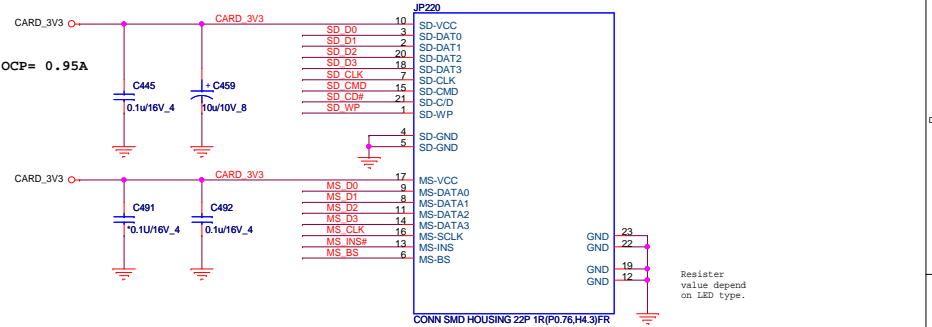 JP220
CARD_3V3 CARD_3V3 10 SD-VCC
SD_D0 3 SD-DAT0
SD_D1 2 SD-DAT1
SD_D2 20 SD-DAT2
OCP= 0.95A SD_D3 18 SD-DAT3
SD_CLK 7 SD-CLK
SD_CMD 15 SD-CMD
SD_CD# 21 SD-C/D
SD_WP 1 SD-WP
C445
0.1u/16V_4
+ C459
10u/10V_8
4 SD-GND
5 SD-GND
CARD_3V3 CARD_3V3 17 MS-VCC
MS_D0 9 MS-DATA0
MS_D1 8 MS-DATA1
MS_D2 11 MS-DATA2
MS_D3 14 MS-DATA3
MS_CLK 16 MS-SCLK
MS_INS# 13 MS-INS
MS_BS 6 MS-BS
C491
*0.1U/16V_4
C492
0.1u/16V_4
GND 23
GND 22
GND 19
GND 12
Resister
value depend
on LED type.
CONN SMD HOUSING 22P 1R(P0.76,H4.3)FR